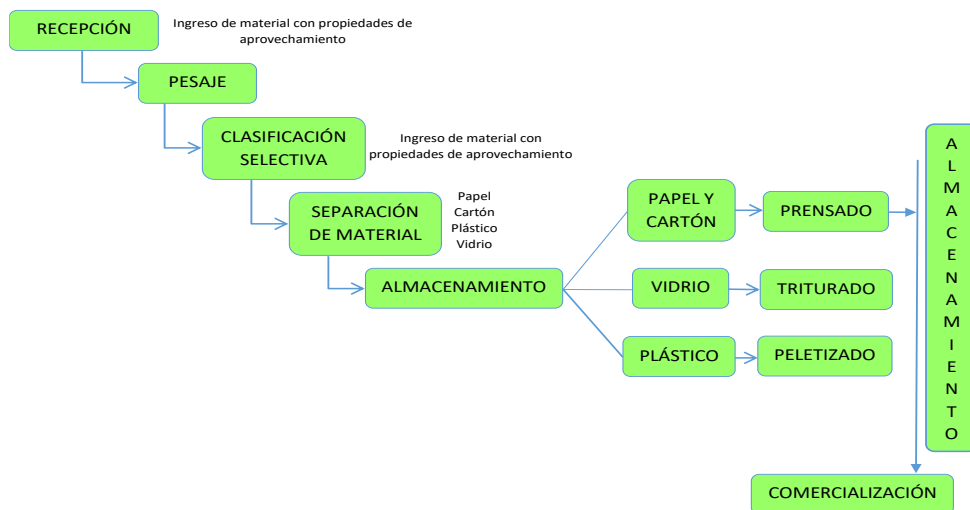 RECEPCIÓN
Ingreso de material con propiedades de
aprovechamiento
PESAJE
CLASIFICACIÓN
SELECTIVA
Ingreso de material con
propiedades de aprovechamiento
SEPARACIÓN
DE MATERIAL
Papel
Cartón
Plástico
Vidrio
ALMACENAMIENTO
PAPEL Y
CARTÓN
PRENSADO
VIDRIO
TRITURADO
PLÁSTICO
PELETIZADO
A
L
M
A
C
E
N
A
M
I
E
N
T
O
COMERCIALIZACIÓN